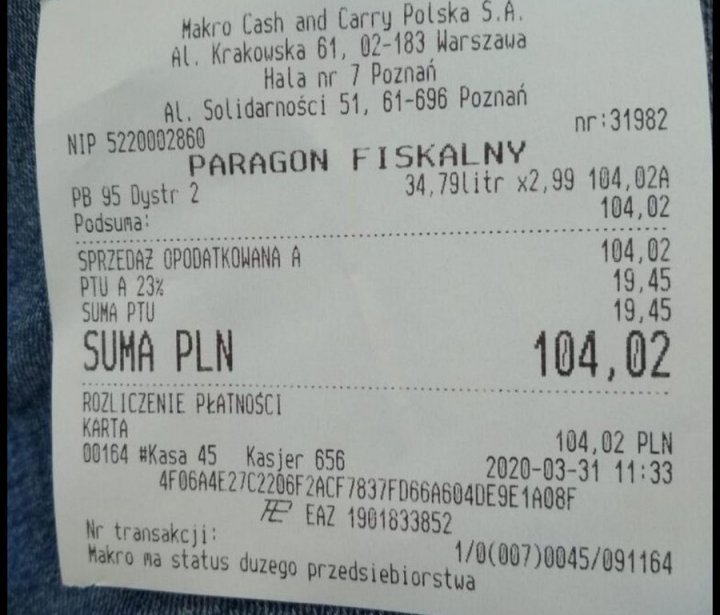 Makro Cash and Carry Polska S.A.
Al. Krakowska 61, 02-183 Warszawa
Hala nr 7 Poznań
Al. Solidarności 51, 61-696 Poznań
NIP 5220002860 nr:31982
PARAGON FISKALNY
PB 95 Dystr 2 34,79litr x2,99 104,02A
Podsuma: 104,02
SPRZEDAŻ OPODATKOWANA A 104,02
PTU A 23% 19,45
SUMA PTU 19,45
SUMA PLN 104,02
ROZLICZENIE PŁATNOŚCI
KARTA 104,02 PLN
00164 #Kasa 45 Kasjer 656 2020-03-31 11:33
4F06A4E27C2206F2ACF7837FD66A604DE9E1A08F
EAZ 1901833852
Nr transakcji: 1/0(007)0045/091164
Makro ma status duzego przedsiebiorstwa